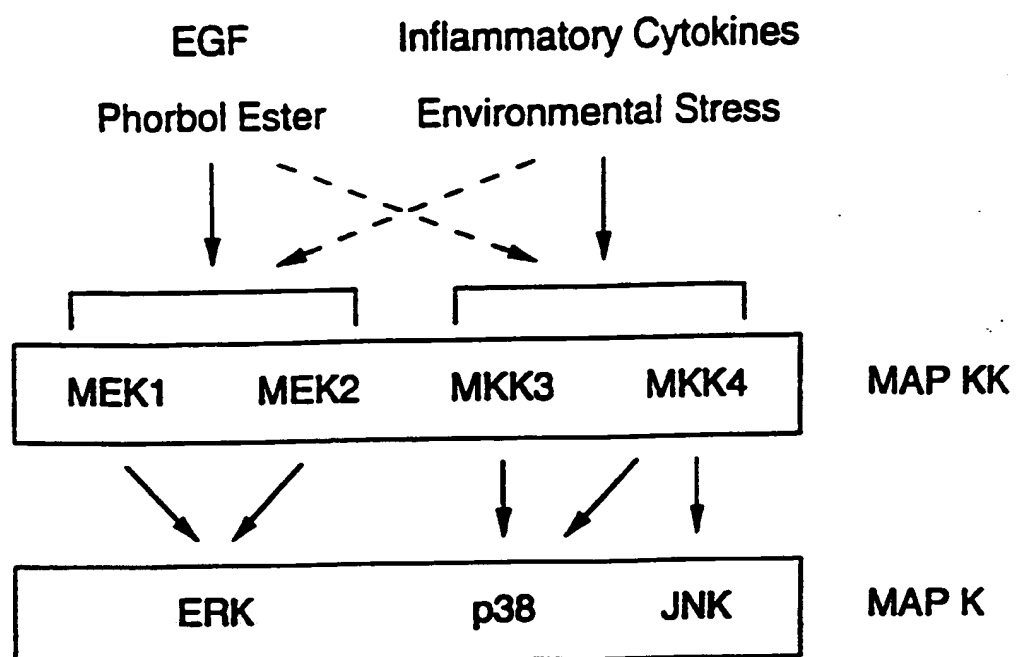 EGF
Inflammatory Cytokines
Phorbol Ester
Environmental Stress
MEK1 MEK2 MKK3 MKK4 MAP KK
ERK p38 JNK MAP K